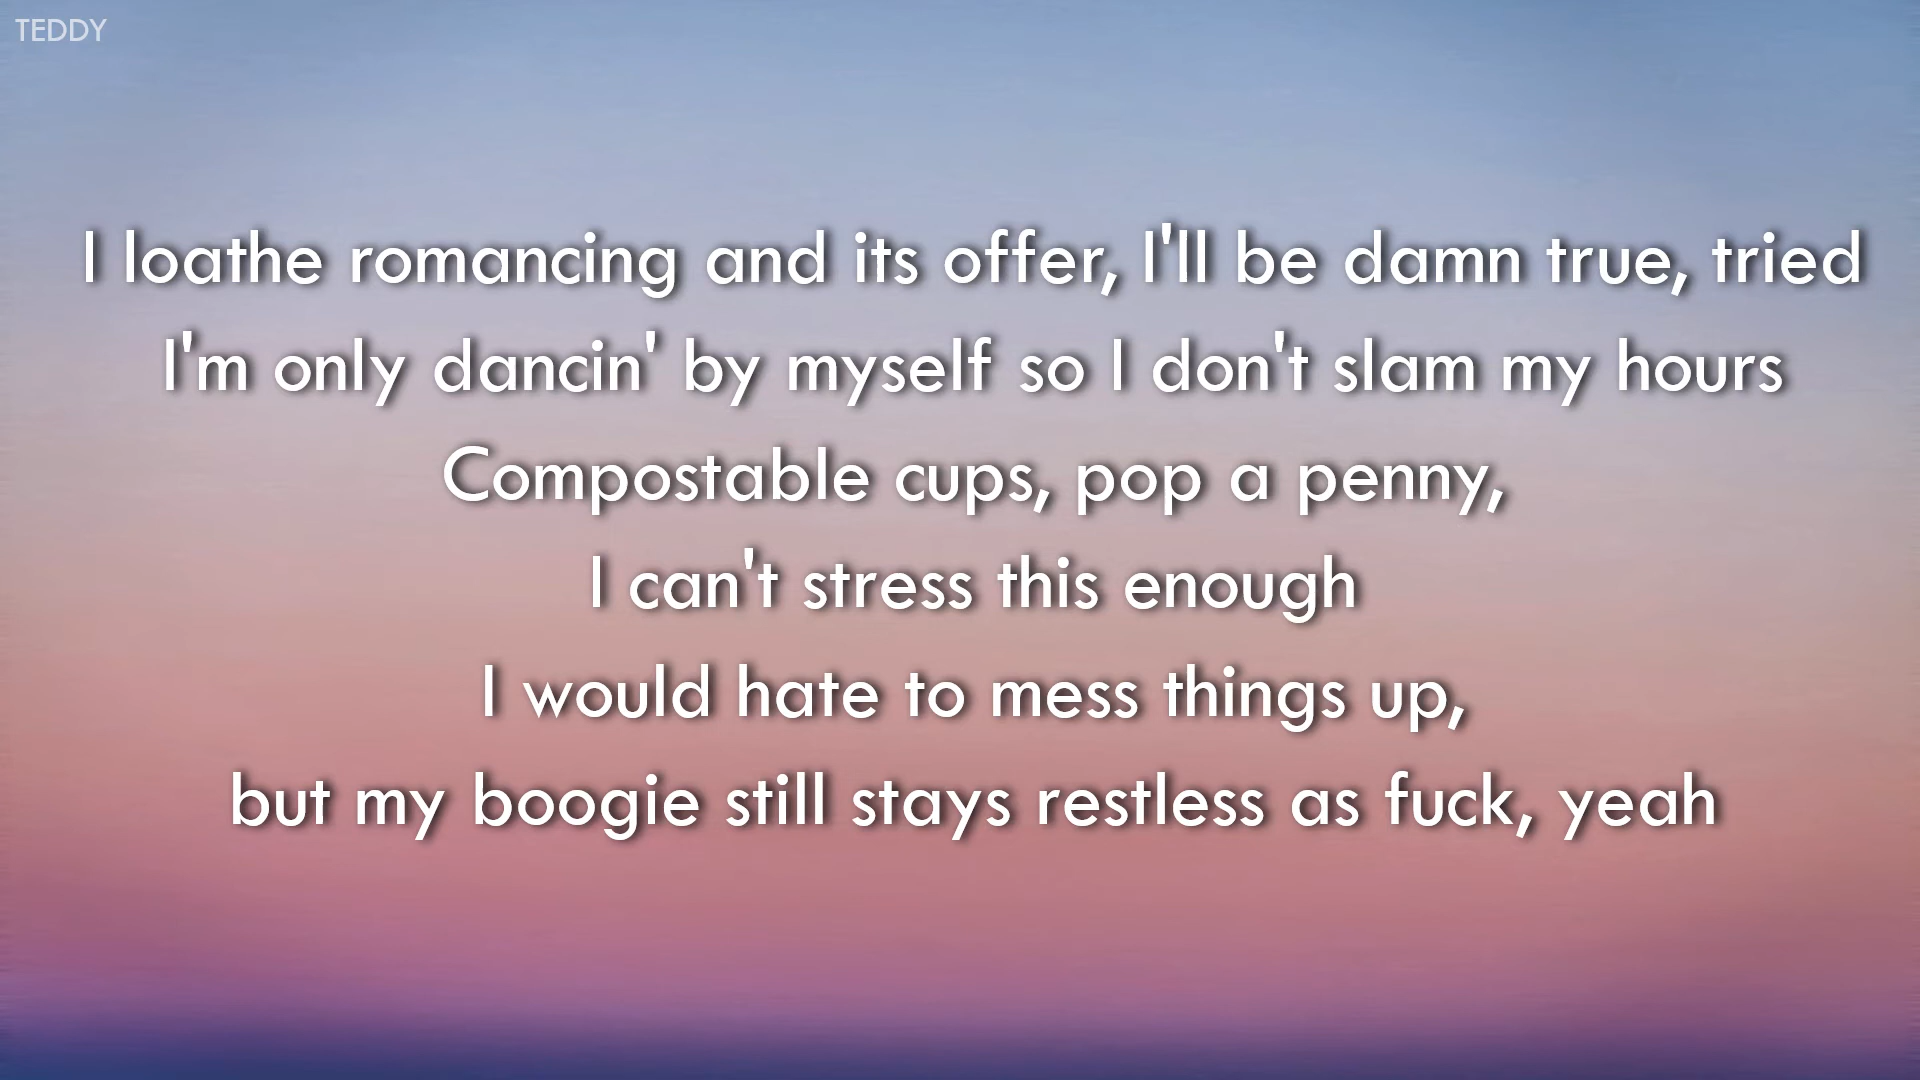 TEDDY
I loathe romancing and its offer, I'll be damn true, tried
I'm only dancin' by myself so I don't slam my hours
Compostable cups, pop a penny,
I can't stress this enough
I would hate to mess things up,
but my boogie still stays restless as fuck, yeah